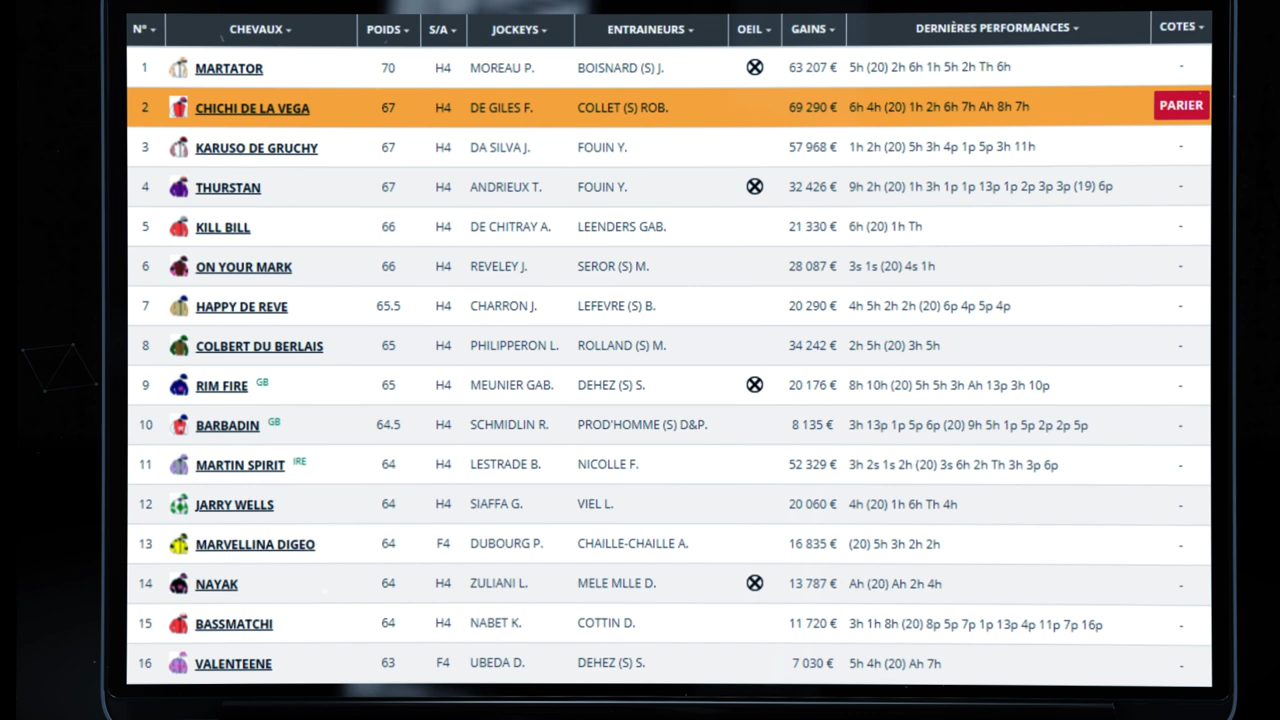 N° CHEVAUX POIDS S/A JOCKEYS ENTRAINEURS OEIL GAINS DERNIÈRES PERFORMANCES COTES
1 MARTATOR 70 H4 MOREAU P. BOISNARD (S) J. 63 207 € 5h (20) 2h 6h 1h 5h 2h Th 6h -
2 CHICHI DE LA VEGA 67 H4 DE GILES F. COLLET (S) ROB. 69 290 € 6h 4h (20) 1h 2h 6h 7h Ah 8h 7h PARIER
3 KARUSO DE GRUCHY 67 H4 DA SILVA J. FOUIN Y. 57 968 € 1h 2h (20) 5h 3h 4p 1p 5p 3h 11h -
4 THURSTAN 67 H4 ANDRIEUX T. FOUIN Y. 32 426 € 9h 2h (20) 1h 3h 1p 1p 13p 1p 2p 3p 3p (19) 6p -
5 KILL BILL 66 H4 DE CHITRAY A. LEENDERS GAB. 21 330 € 6h (20) 1h Th -
6 ON YOUR MARK 66 H4 REVELEY J. SEROR (S) M. 28 087 € 3s 1s (20) 4s 1h -
7 HAPPY DE REVE 65.5 H4 CHARRON J. LEFEVRE (S) B. 20 290 € 4h 5h 2h 2h (20) 6p 4p 5p 4p -
8 COLBERT DU BERLAIS 65 H4 PHILIPPERON L. ROLLAND (S) M. 34 242 € 2h 5h (20) 3h 5h -
9 RIM FIRE GB 65 H4 MEUNIER GAB. DEHEZ (S) S. 20 176 € 8h 10h (20) 5h 5h 3h Ah 13p 3h 10p -
10 BARBADIN GB 64.5 H4 SCHMIDLIN R. PROD'HOMME (S) D&P. 8 135 € 3h 13p 1p 5p 6p (20) 9h 5h 1p 5p 2p 2p 5p -
11 MARTIN SPIRIT IRE 64 H4 LESTRADE B. NICOLLE F. 52 329 € 3h 2s 1s 2h (20) 3s 6h 2h Th 3h 3p 6p -
12 JARRY WELLS 64 H4 SIAFFA G. VIEL L. 20 060 € 4h (20) 1h 6h Th 4h -
13 MARVELLINA DIGEO 64 F4 DUBOURG P. CHAILLE-CHAILLE A. 16 835 € (20) 5h 3h 2h 2h -
14 NAYAK 64 H4 ZULIANI L. MELE MLLE D. 13 787 € Ah (20) Ah 2h 4h -
15 BASSMATCHI 64 H4 NABET K. COTTIN D. 11 720 € 3h 1h 8h (20) 8p 5p 7p 1p 13p 4p 11p 7p 16p -
16 VALENTEENE 63 F4 UBEDA D. DEHEZ (S) S. 7 030 € 5h 4h (20) Ah 7h -